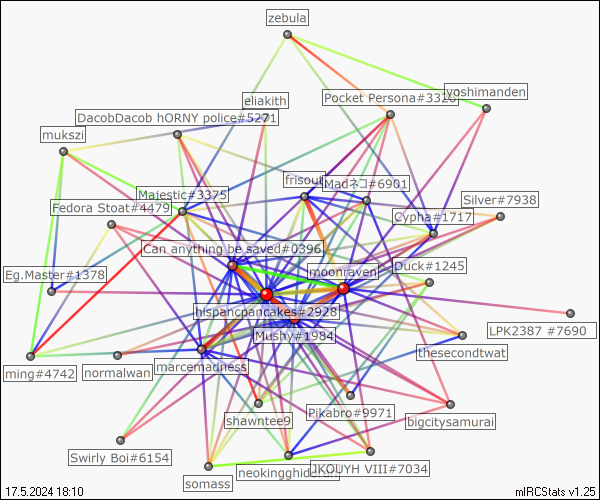 zebula
yoshimanden
Pocket Persona#3326
eliakith
DacobDacob hORNY police#5271
mukszi
frisout
Madネコ#6901
Majestic#3375
Silver#7938
Fedora Stoat#4479
Cypha#1717
Can anything be saved#0396
moonraven
Duck#1245
Eg.Master#1378
hispancpancakes#2928
LPK2387 #7690
Mushy#1984
thesecondtwat
ming#4742
normalwan
marcemadness
shawntee9
Pikabro#9971
bigcitysamurai
Swirly Boi#6154
neokingghidorah
JKOUYH VIII#7034
somass
17.5.2024 18:10
mIRCStats v1.25